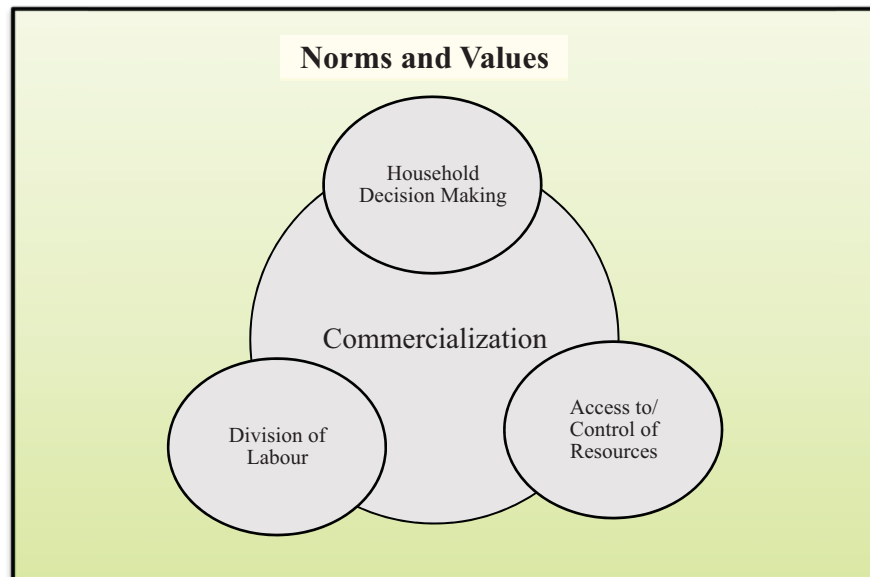 Norms and Values
Household
Decision Making
Commercialization
Division of
Labour
Access to/
Control of
Resources